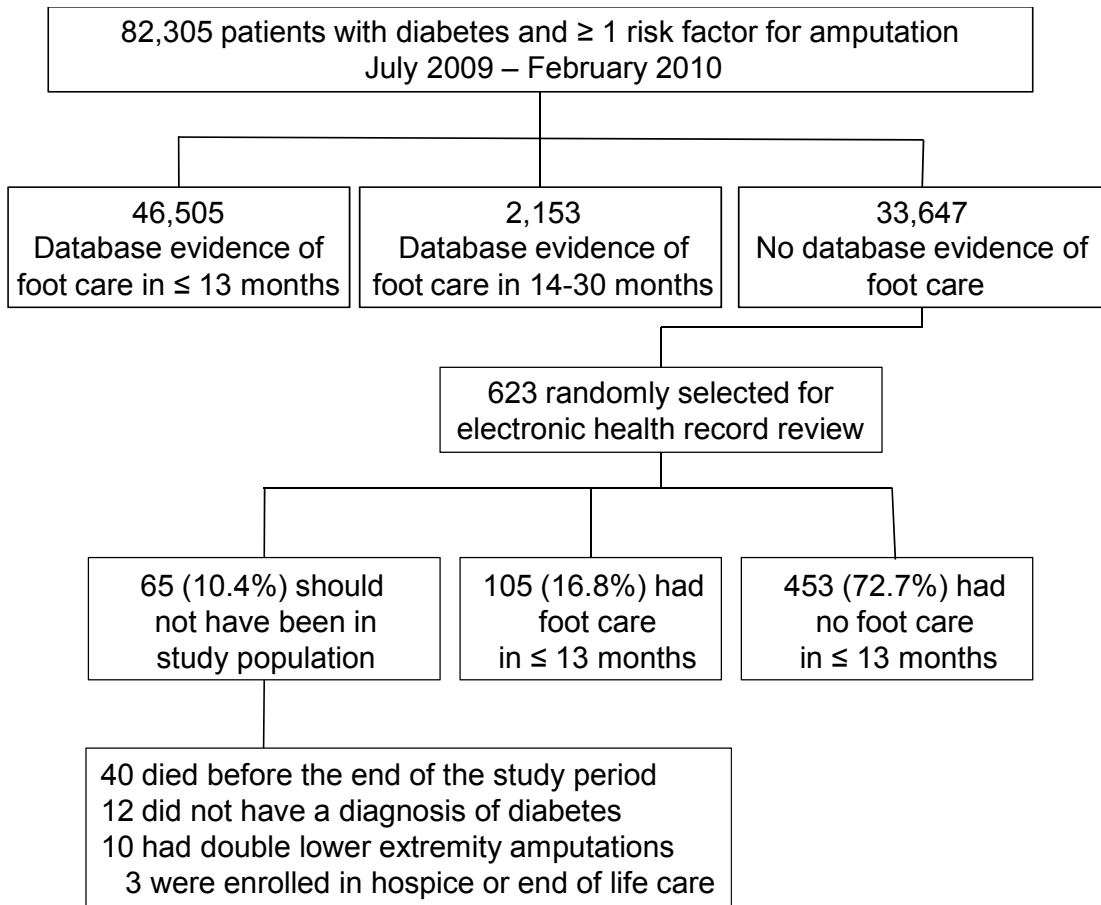 82,305 patients with diabetes and ≥ 1 risk factor for amputation
July 2009 – February 2010
46,505
Database evidence of
foot care in ≤ 13 months
2,153
Database evidence of
foot care in 14-30 months
33,647
No database evidence of
foot care
623 randomly selected for
electronic health record review
65 (10.4%) should
not have been in
study population
105 (16.8%) had
foot care
in ≤ 13 months
453 (72.7%) had
no foot care
in ≤ 13 months
40 died before the end of the study period
12 did not have a diagnosis of diabetes
10 had double lower extremity amputations
3 were enrolled in hospice or end of life care